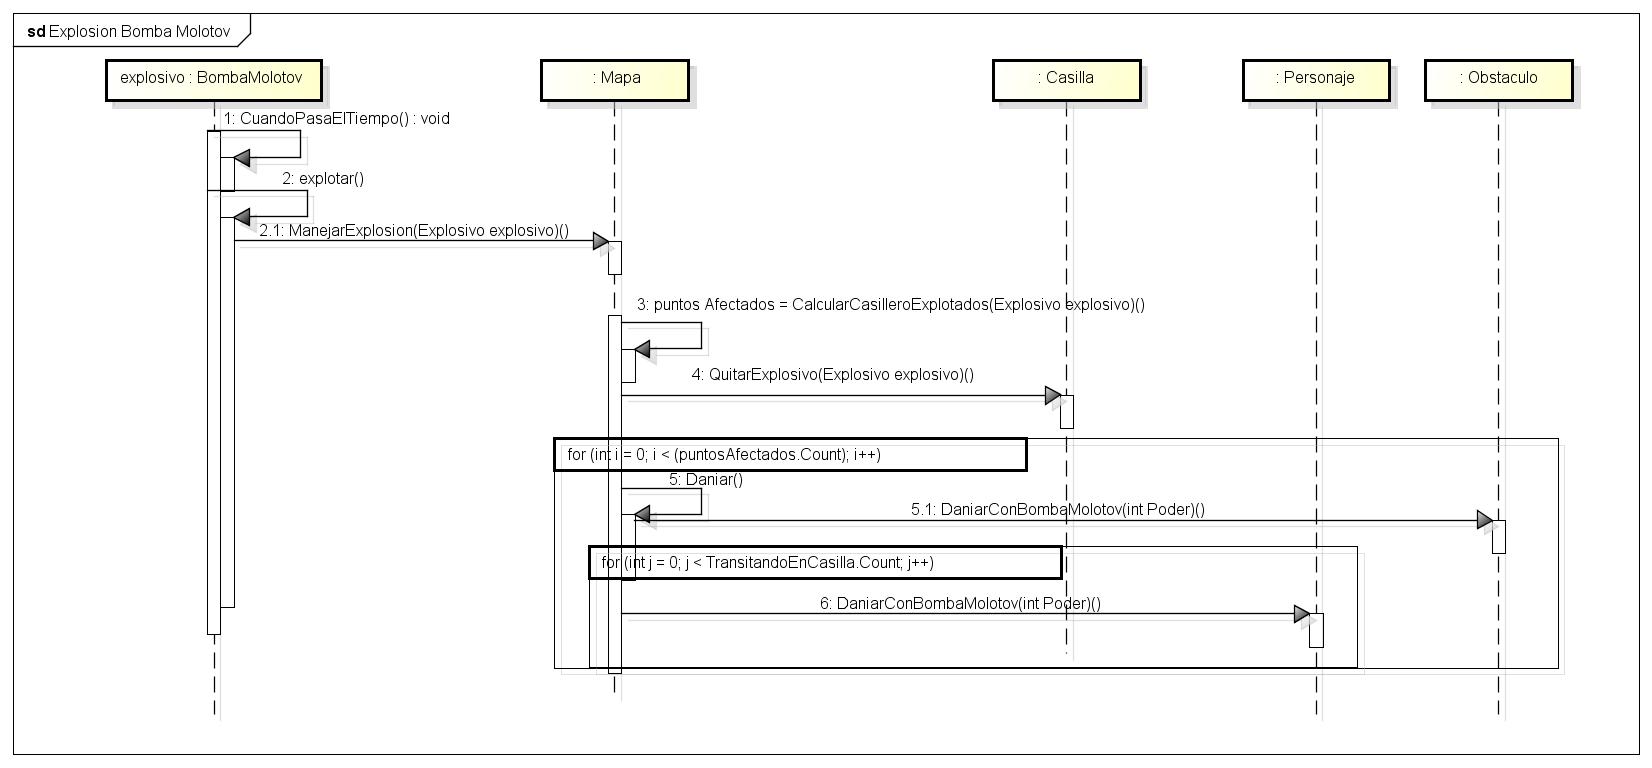 sd Explosion Bomba Molotov
explosivo : BombaMolotov
: Mapa
: Casilla
: Personaje
: Obstaculo
1: CuandoPasaElTiempo() : void
2: explotar()
2.1: ManejarExplosion(Explosivo explosivo)()
3: puntos Afectados = CalcularCasilleroExplotados(Explosivo explosivo)()
4: QuitarExplosivo(Explosivo explosivo)()
for (int i = 0; i < (puntosAfectados.Count); i++)
5: Daniar()
5.1: DaniarConBombaMolotov(int Poder)()
for (int j = 0; j < TransitandoEnCasilla.Count; j++)
6: DaniarConBombaMolotov(int Poder)()